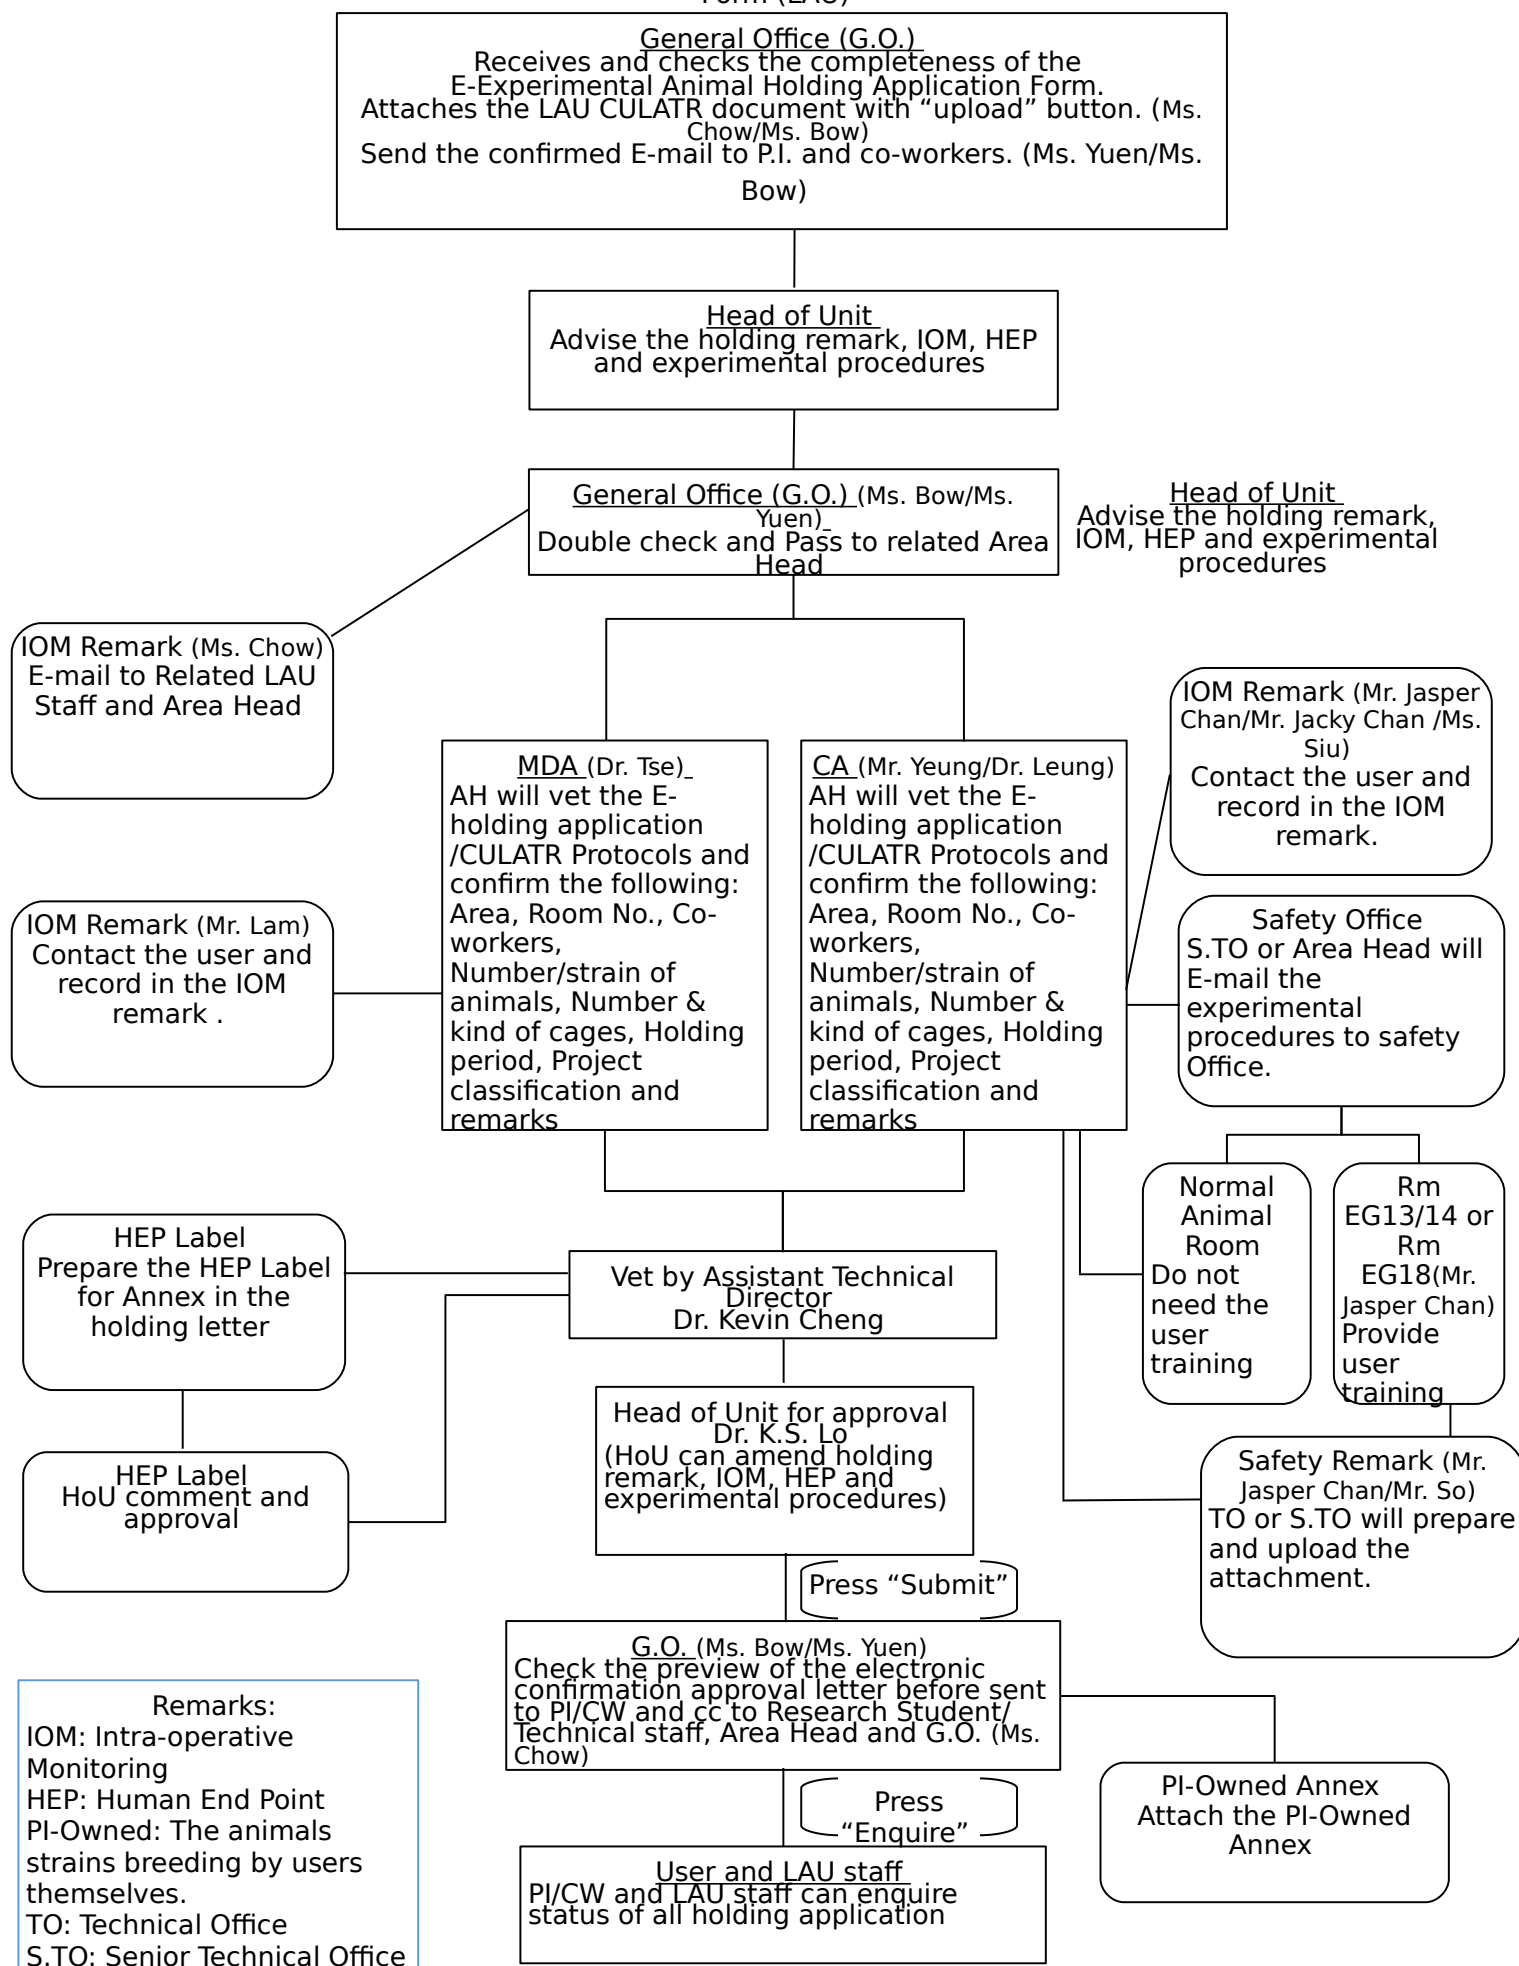 Form (LAU)
General Office (G.O.)
Receives and checks the completeness of the
E-Experimental Animal Holding Application Form.
Attaches the LAU CULATR document with “upload” button. (Ms.
Chow/Ms. Bow)
Send the confirmed E-mail to P.I. and co-workers. (Ms. Yuen/Ms.
Bow)
Head of Unit
Advise the holding remark, IOM, HEP
and experimental procedures
General Office (G.O.) (Ms. Bow/Ms.
Yuen)
Double check and Pass to related Area
Head
Head of Unit
Advise the holding remark,
IOM, HEP and experimental
procedures
IOM Remark (Ms. Chow)
E-mail to Related LAU
Staff and Area Head
IOM Remark (Mr. Jasper
Chan/Mr. Jacky Chan /Ms.
Siu)
Contact the user and
record in the IOM
remark.
MDA (Dr. Tse)
AH will vet the E-
holding application
/CULATR Protocols and
confirm the following:
Area, Room No., Co-
workers,
Number/strain of
animals, Number &
kind of cages, Holding
period, Project
classification and
remarks
CA (Mr. Yeung/Dr. Leung)
AH will vet the E-
holding application
/CULATR Protocols and
confirm the following:
Area, Room No., Co-
workers,
Number/strain of
animals, Number &
kind of cages, Holding
period, Project
classification and
remarks
IOM Remark (Mr. Lam)
Contact the user and
record in the IOM
remark .
Safety Office
S.TO or Area Head will
E-mail the
experimental
procedures to safety
Office.
Normal
Animal
Room
Do not
need the
user
training
Rm
EG13/14 or
Rm
EG18(Mr.
Jasper Chan)
Provide
user
training
HEP Label
Prepare the HEP Label
for Annex in the
holding letter
Vet by Assistant Technical
Director
Dr. Kevin Cheng
Head of Unit for approval
Dr. K.S. Lo
(HoU can amend holding
remark, IOM, HEP and
experimental procedures)
HEP Label
HoU comment and
approval
Safety Remark (Mr.
Jasper Chan/Mr. So)
TO or S.TO will prepare
and upload the
attachment.
Press “Submit”
G.O. (Ms. Bow/Ms. Yuen)
Check the preview of the electronic
confirmation approval letter before sent
to PI/CW and cc to Research Student/
Technical staff, Area Head and G.O. (Ms.
Chow)
Remarks:
IOM: Intra-operative
Monitoring
HEP: Human End Point
PI-Owned: The animals
strains breeding by users
themselves.
TO: Technical Office
S.TO: Senior Technical Office
PI-Owned Annex
Attach the PI-Owned
Annex
Press
“Enquire”
User and LAU staff
PI/CW and LAU staff can enquire
status of all holding application